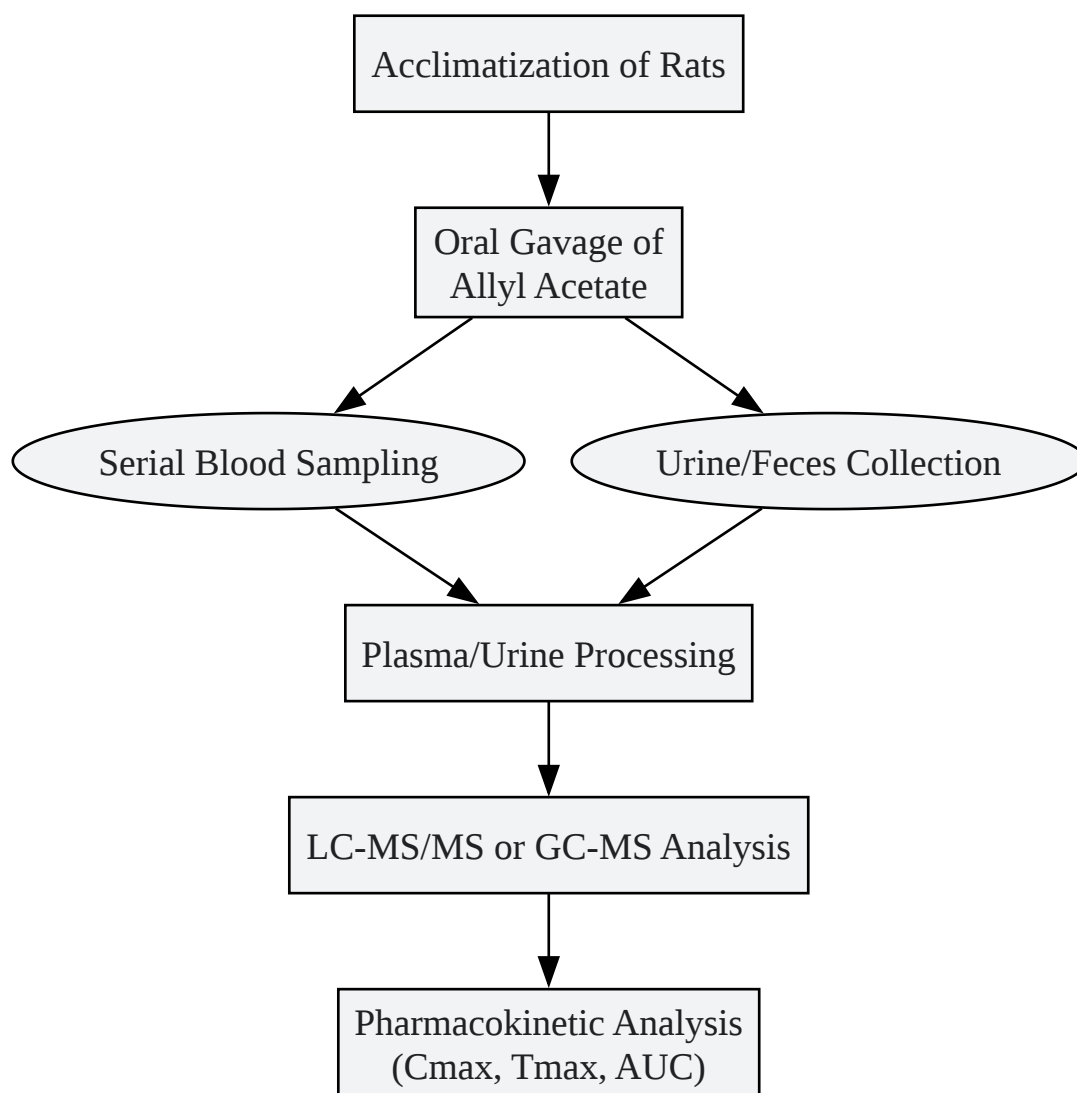 Acclimatization of Rats
Oral Gavage of
Allyl Acetate
Serial Blood Sampling
Urine/Feces Collection
Plasma/Urine Processing
LC-MS/MS or GC-MS Analysis
Pharmacokinetic Analysis
(Cmax, Tmax, AUC)